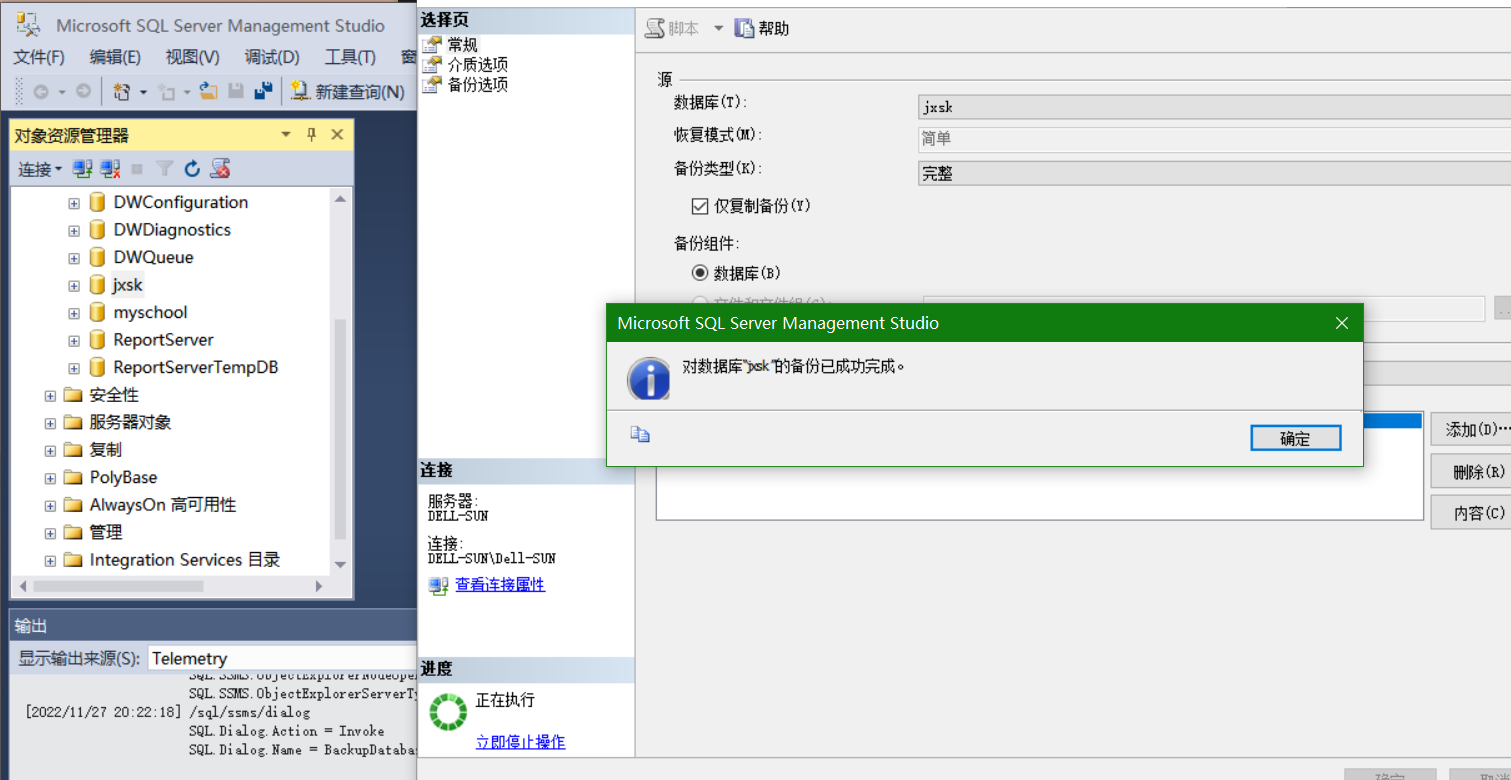 Microsoft SQL Server Management Studio
文件(F) 编辑(E) 视图(V) 调试(D) 工具(T) 窗
新建查询(N)
对象资源管理器
连接
DWConfiguration
DWDiagnostics
DWQueue
jxsk
myschool
ReportServer
ReportServerTempDB
安全性
服务器对象
复制
PolyBase
AlwaysOn 高可用性
管理
Integration Services 目录
输出
显示输出来源(S): Telemetry
SQL.SSMS.ObjectExplorerNodeOpe
SQL.SSMS.ObjectExplorerServerTy
[2022/11/27 20:22:18] /sql/ssms/dialog
SQL.Dialog.Action = Invoke
SQL.Dialog.Name = BackupDataba
选择页
常规
介质选项
备份选项
连接
服务器:
DELL-SUN
连接:
DELL-SUN\Dell-SUN
查看连接属性
进度
正在执行
立即停止操作
脚本 帮助
源
数据库(T): jxsk
恢复模式(M): 简单
备份类型(K): 完整
仅复制备份(Y)
备份组件:
数据库(B)
Microsoft SQL Server Management Studio
对数据库"jxsk"的备份已成功完成。
确定
添加(D)...
删除(R)
内容(C)